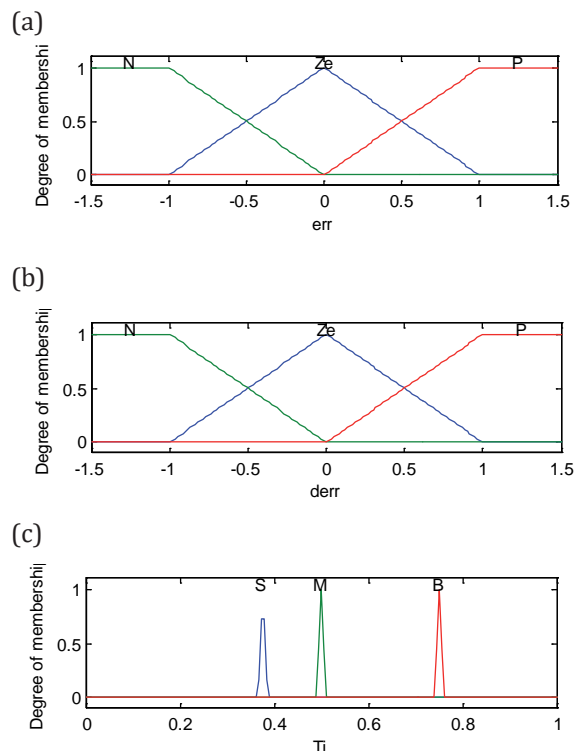 (a)
N Ze P
Degree of membershi
1
0.5
0
-1.5 -1 -0.5 0 0.5 1 1.5
err
(b)
N Ze P
Degree of membershi
1
0.5
0
-1.5 -1 -0.5 0 0.5 1 1.5
derr
(c)
S M B
Degree of membershi
1
0.5
0
0 0.2 0.4 0.6 0.8 1
Ti